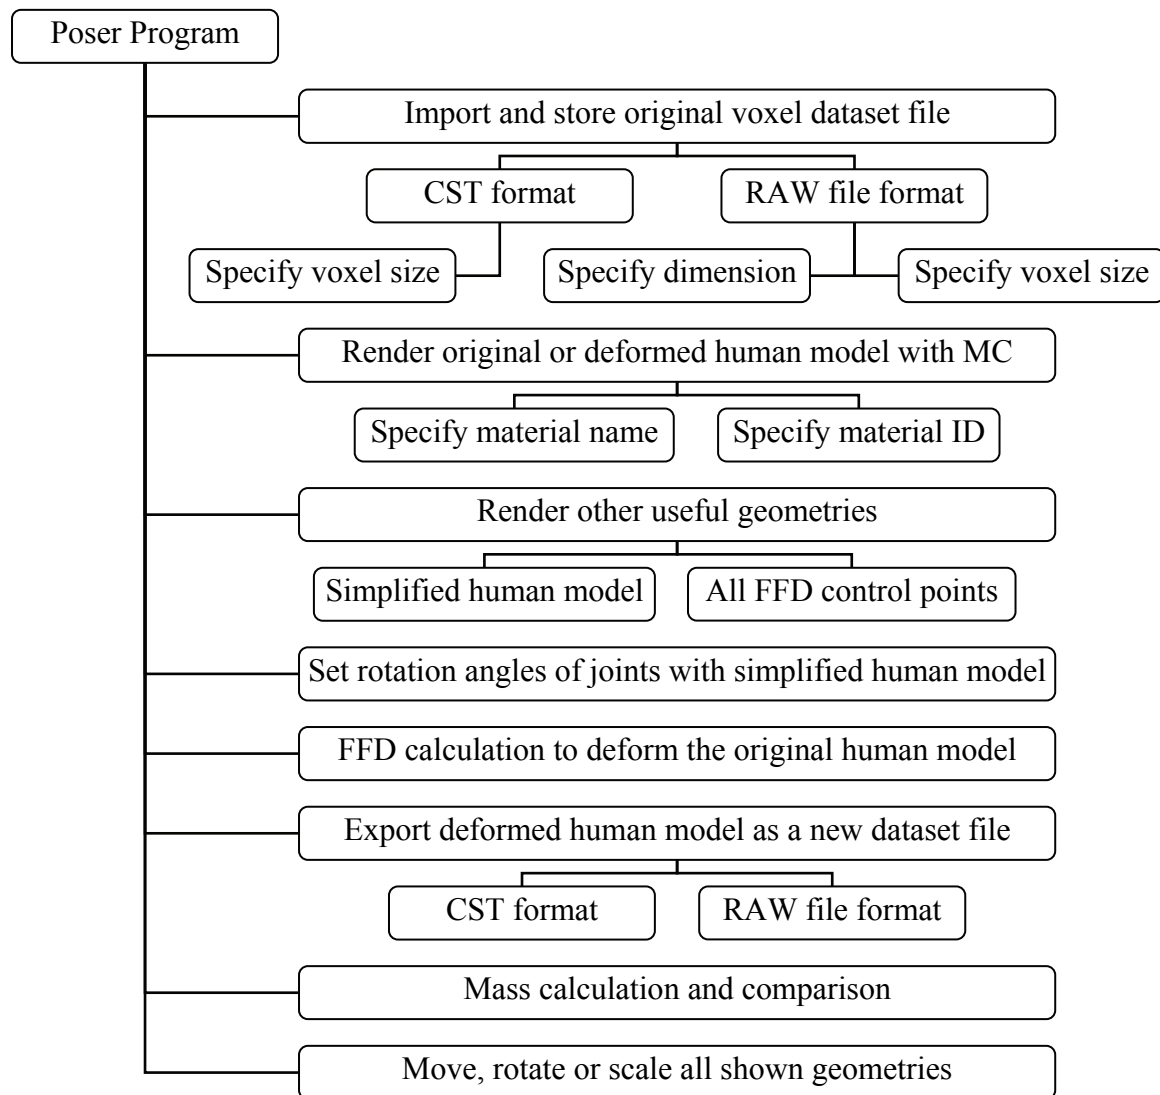 Poser Program
Import and store original voxel dataset file
CST format
RAW file format
Specify voxel size
Specify dimension
Specify voxel size
Render original or deformed human model with MC
Specify material name
Specify material ID
Render other useful geometries
Simplified human model
All FFD control points
Set rotation angles of joints with simplified human model
FFD calculation to deform the original human model
Export deformed human model as a new dataset file
CST format
RAW file format
Mass calculation and comparison
Move, rotate or scale all shown geometries